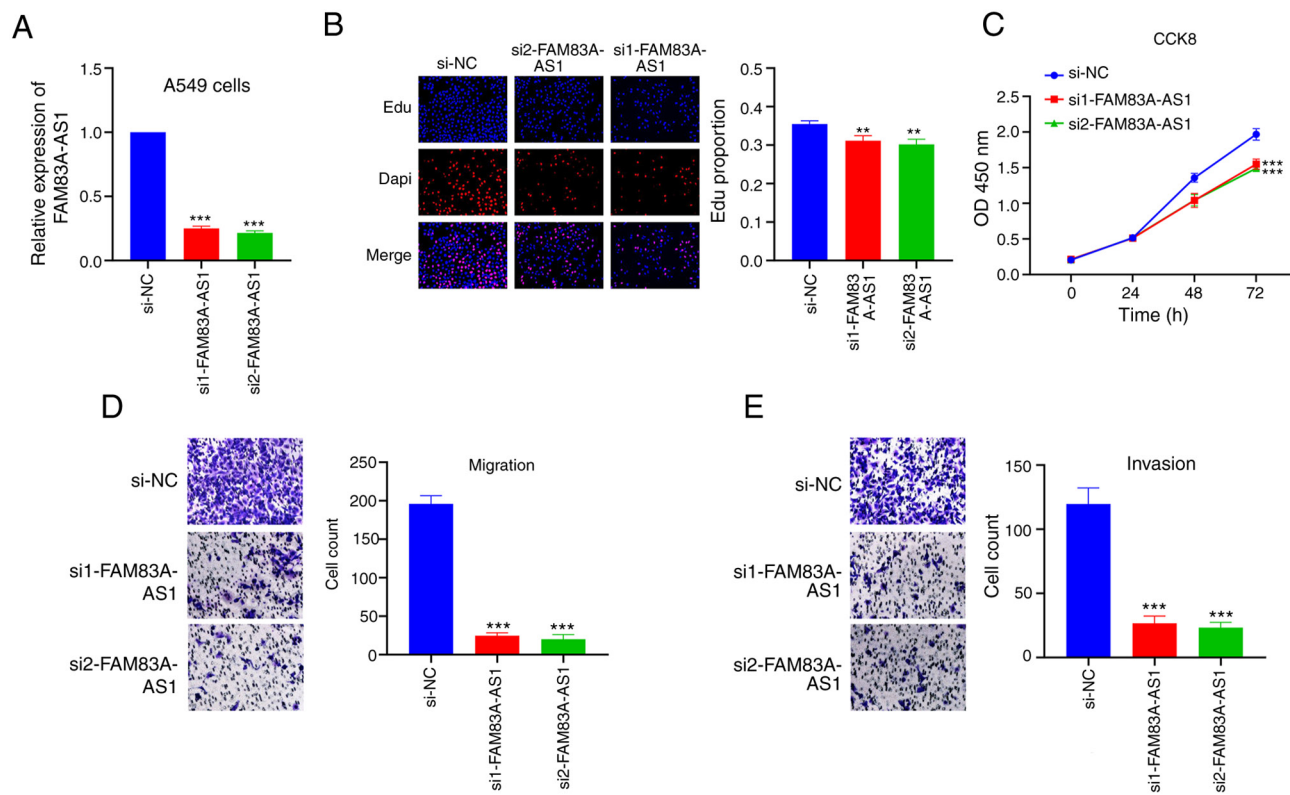 A
Relative expression of
FAM83A-AS1
1.5
1.0
0.5
0.0
A549 cells
***
***
si-NC
si1-FAM83A-AS1
si2-FAM83A-AS1
B
si-NC
si2-FAM83A-
AS1
si1-FAM83A-
AS1
Edu
Dapi
Merge
Edu proportion
0.5
0.4
0.3
0.2
0.1
0.0
**
**
si-NC
si1-FAM83
A-AS1
si2-FAM83
A-AS1
C
CCK8
si-NC
si1-FAM83A-AS1
si2-FAM83A-AS1
OD 450 nm
2.5
2.0
1.5
1.0
0.5
0.0
***
***
0
24
48
72
Time (h)
D
si-NC
si1-FAM83A-
AS1
si2-FAM83A-
AS1
Migration
Cell count
250
200
150
200
50
0
***
***
si-NC
si1-FAM83A-AS1
si2-FAM83A-AS1
E
si-NC
si1-FAM83A-
AS1
si2-FAM83A-
AS1
Invasion
Cell count
150
100
50
0
***
***
si-NC
si1-FAM83A-AS1
si2-FAM83A-AS1